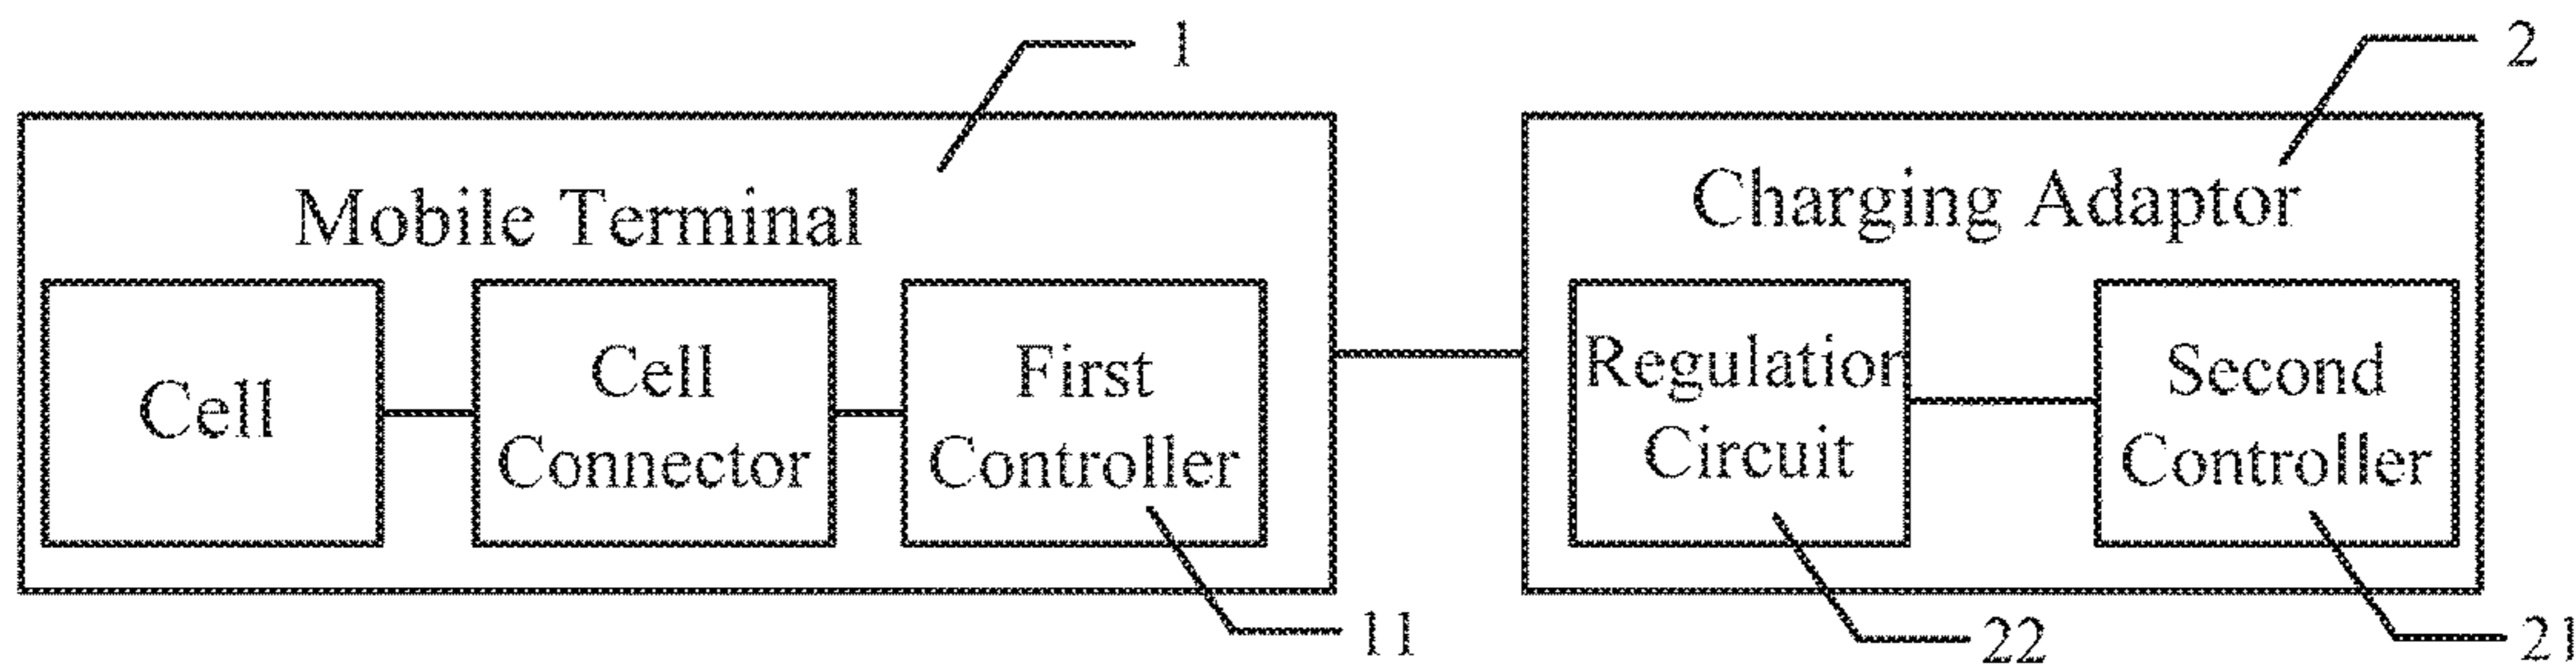 1
2
Mobile Terminal
Charging Adaptor
Cell
Cell
Connector
First
Controller
Regulation
Circuit
Second
Controller
11
22
21